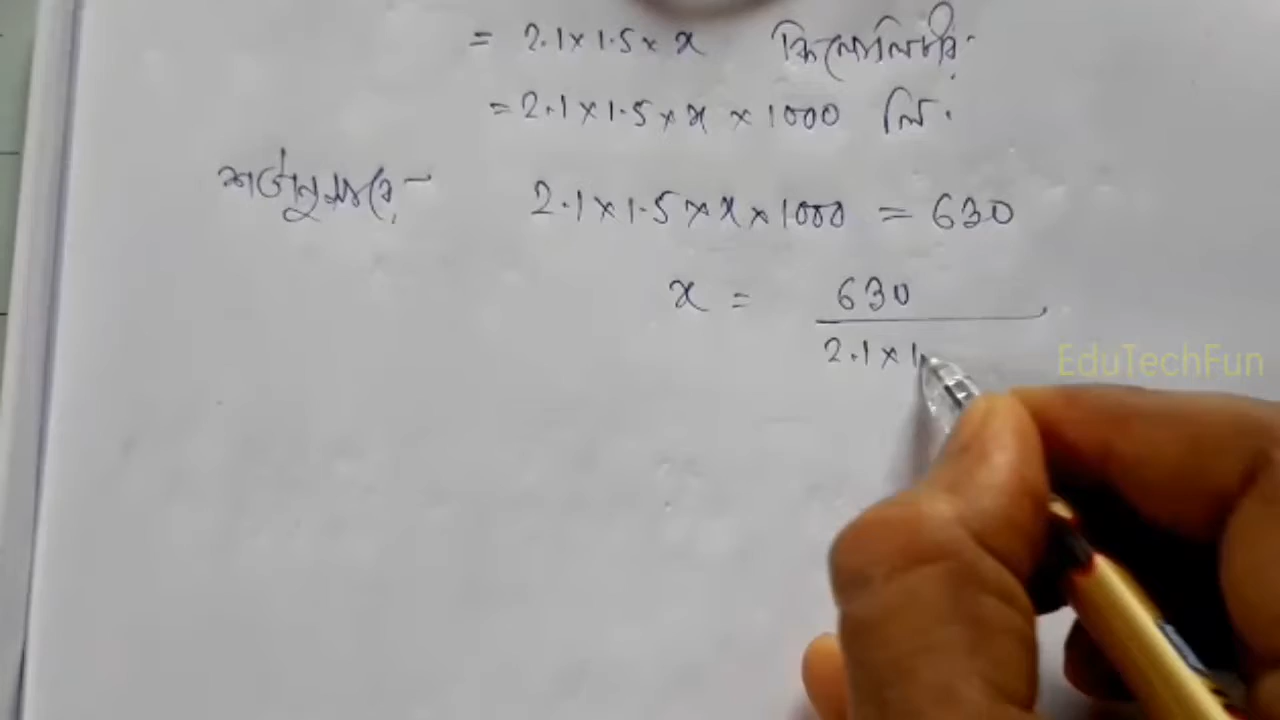 = 2.1 × 1.5 × x কিলোলিটার
= 2.1 × 1.5 × x × 1000 লি.
শর্তানুসারে- 2.1 × 1.5 × x × 1000 = 630
x = 630
2.1 × 1
EduTechFun